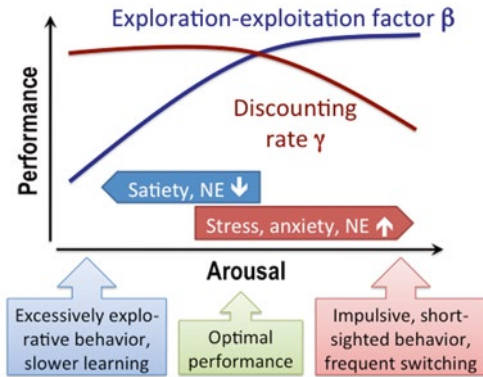 Exploration-exploitation factor β
Performance
Discounting
rate γ
Satiety, NE
Stress, anxiety, NE
Arousal
Excessively explo-
rative behavior,
slower learning
Optimal
performance
Impulsive, short-
sighted behavior,
frequent switching